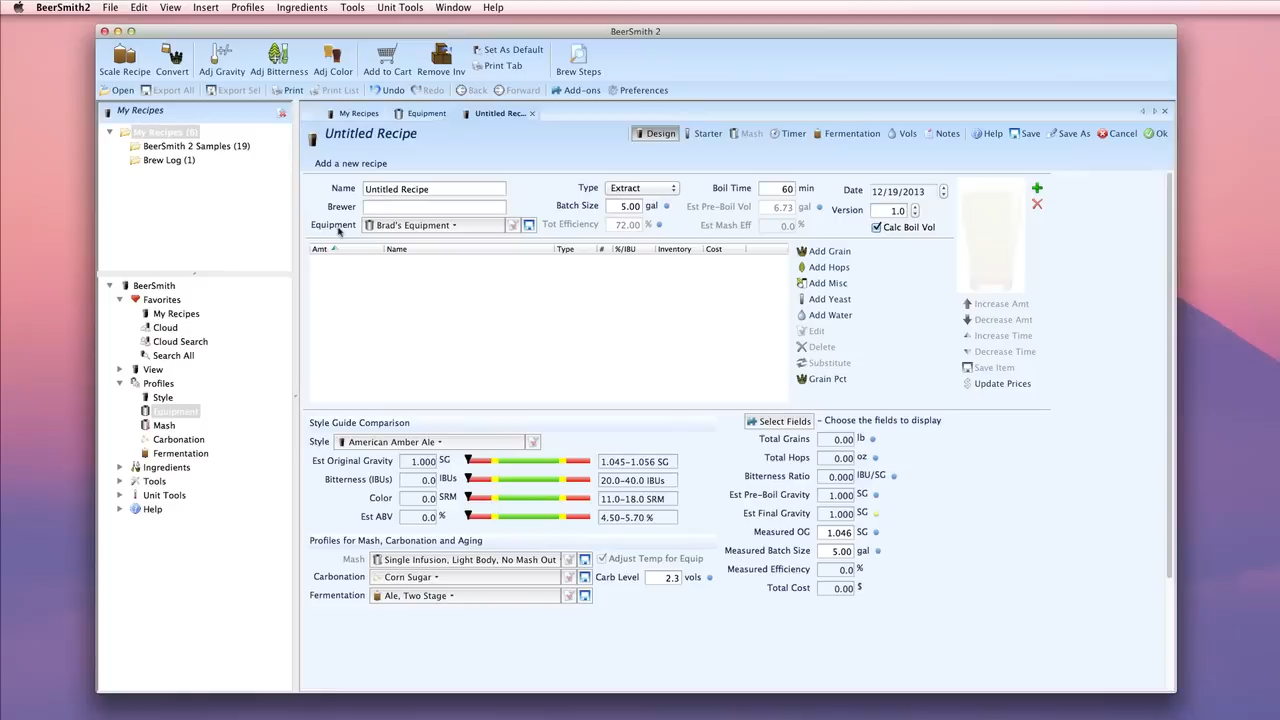 BeerSmith2 File Edit View Insert Profiles Ingredients Tools Unit Tools Window Help
BeerSmith 2
Scale Recipe Convert Adj Gravity Adj Bitterness Adj Color Add to Cart Remove Inv Set As Default Print Tab Brew Steps
Open Export All Export Sel Print Print List Undo Redo Back Forward Add-ons Preferences
My Recipes
My Recipes (6)
BeerSmith 2 Samples (19)
Brew Log (1)
BeerSmith
Favorites
My Recipes
Cloud
Cloud Search
Search All
View
Profiles
Style
Equipment
Mash
Carbonation
Fermentation
Ingredients
Tools
Unit Tools
Help
My Recipes Equipment Untitled Rec...
Untitled Recipe Design Starter Mash Timer Fermentation Vols Notes Help Save Save As Cancel Ok
Add a new recipe
Name Untitled Recipe Type Extract Boil Time 60 min Date 12/19/2013
Brewer Batch Size 5.00 gal Est Pre-Boil Vol 6.73 gal Version 1.0
Equipment Brad's Equipment Tot Efficiency 72.00 % Est Mash Eff 0.0 % Calc Boil Vol
Amt Name Type # %/IBU Inventory Cost
Add Grain
Add Hops
Add Misc
Add Yeast
Add Water
Edit
Delete
Substitute
Grain Pct
Increase Amt
Decrease Amt
Increase Time
Decrease Time
Save Item
Update Prices
Style Guide Comparison
Style American Amber Ale
Est Original Gravity 1.000 SG 1.045-1.056 SG
Bitterness (IBUs) 0.0 IBUs 20.0-40.0 IBUs
Color 0.0 SRM 11.0-18.0 SRM
Est ABV 0.0 % 4.50-5.70 %
Profiles for Mash, Carbonation and Aging
Mash Single Infusion, Light Body, No Mash Out Adjust Temp for Equip
Carbonation Corn Sugar Carb Level 2.3 vols
Fermentation Ale, Two Stage
Select Fields - Choose the fields to display
Total Grains 0.00 lb
Total Hops 0.00 oz
Bitterness Ratio 0.000 IBU/SG
Est Pre-Boil Gravity 1.000 SG
Est Final Gravity 1.000 SG
Measured OG 1.046 SG
Measured Batch Size 5.00 gal
Measured Efficiency 0.0 %
Total Cost 0.00 $